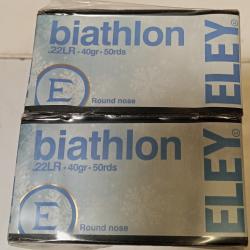 biathlon
.22LR - 40gr - 50rds
E
Round nose
ELEY
biathlon
.22LR - 40gr - 50rds
E
Round nose
ELEY